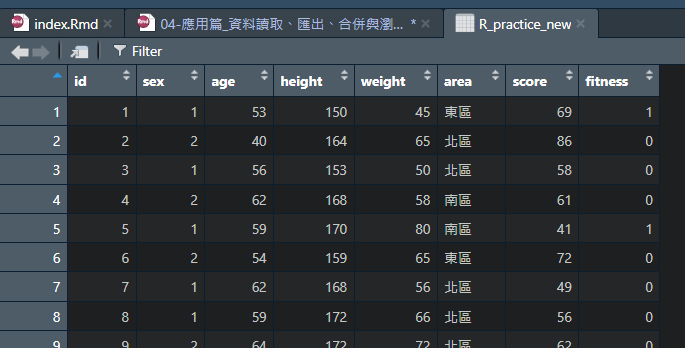 index.Rmd 04-應用篇_資料讀取、匯出、合併與瀏... * R_practice_new
Filter
id sex age height weight area score fitness
1 1 1 53 150 45 東區 69 1
2 2 2 40 164 65 北區 86 0
3 3 1 56 153 50 北區 58 0
4 4 2 62 168 58 南區 61 0
5 5 1 59 170 80 南區 41 1
6 6 2 54 159 65 東區 72 0
7 7 1 62 168 56 北區 49 0
8 8 1 59 172 66 北區 56 0
9 9 2 64 172 72 北區 62 0